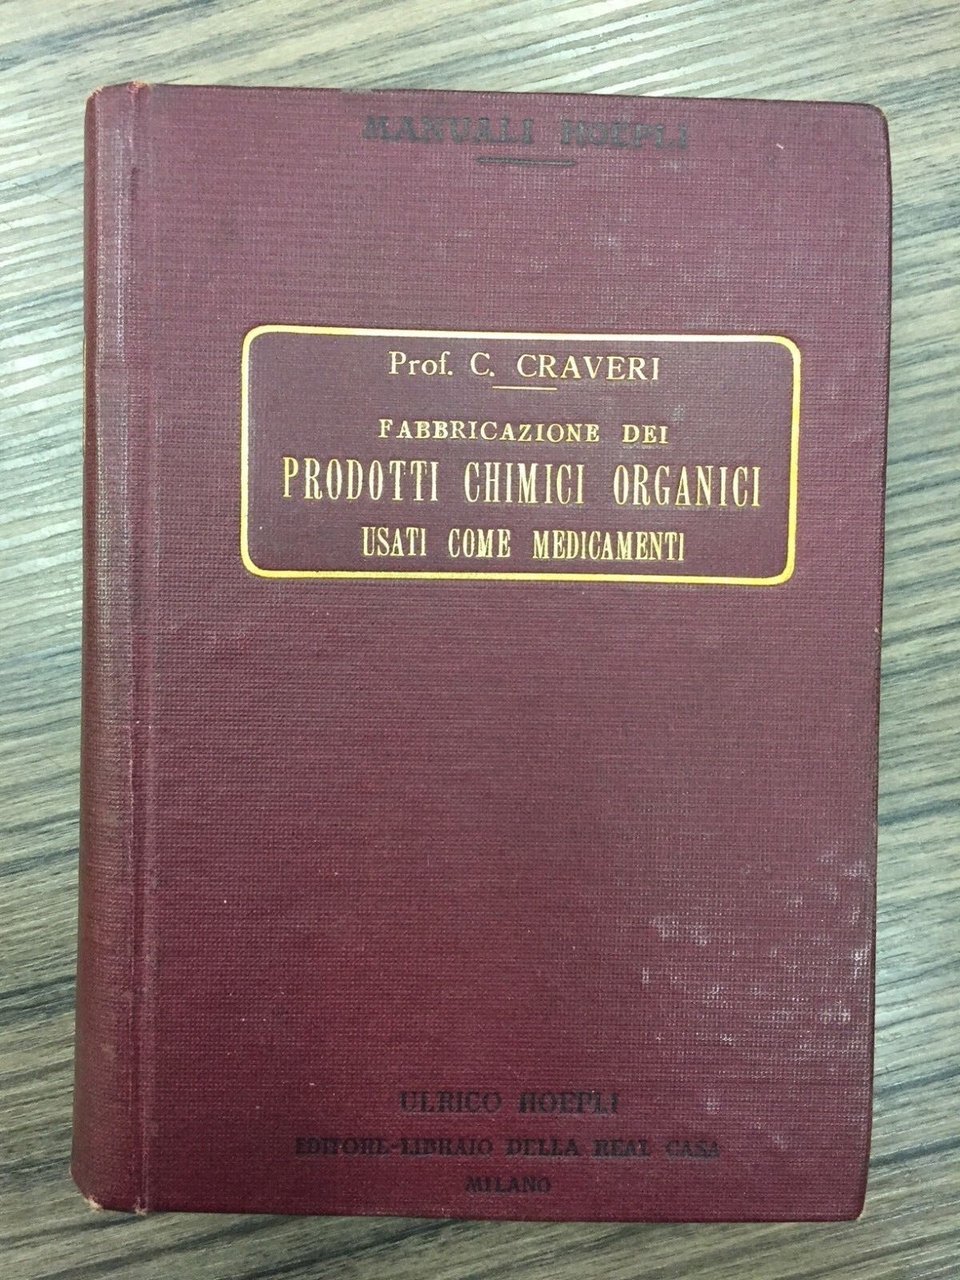 MANUALI HOEPLI
Prof. C. CRAVERI
FABBRICAZIONE DEI
PRODOTTI CHIMICI ORGANICI
USATI COME MEDICAMENTI
ULRICO HOEPLI
EDITORE-LIBRAIO DELLA REAL CASA
MILANO